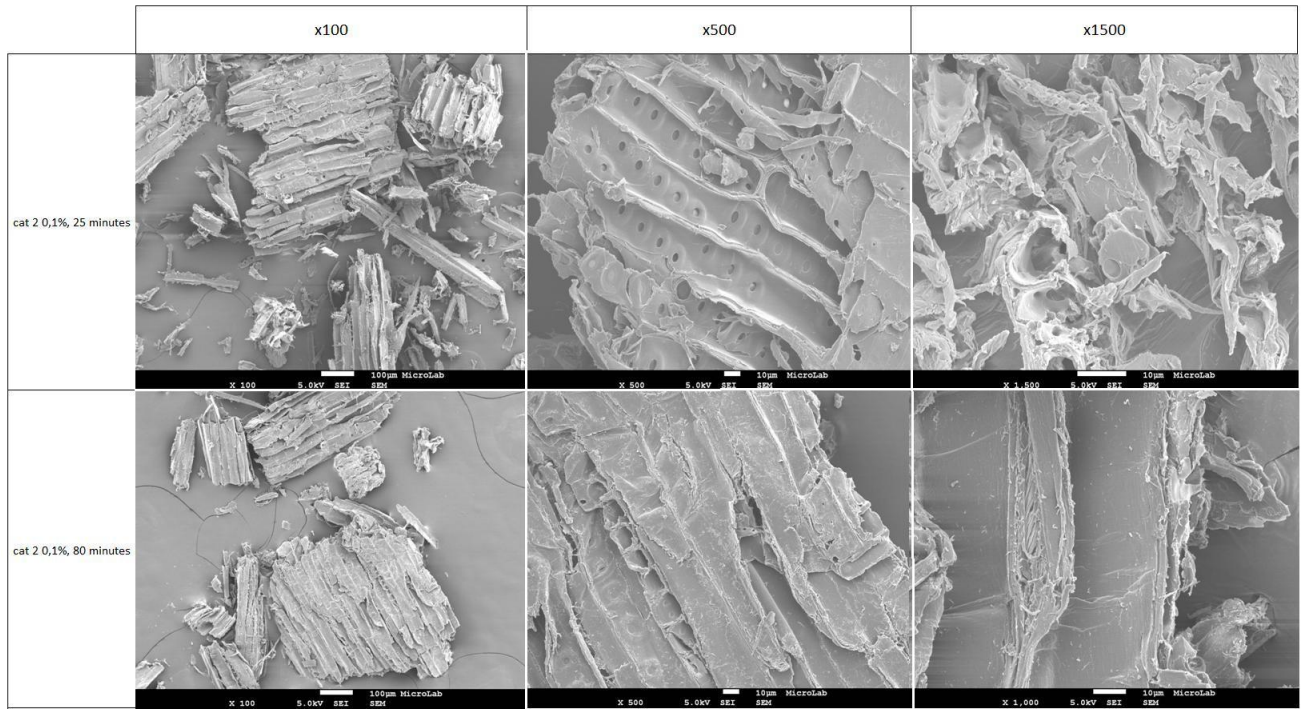 x100 x500 x1500
cat 2 0,1%, 25 minutes
100µm MicroLab 10µm MicroLab 10µm MicroLab
X 100 5.0kV SEI SEM X 500 5.0kV SEI SEM X 1,500 5.0kV SEI SEM
cat 2 0,1%, 80 minutes
100µm MicroLab 10µm MicroLab 10µm MicroLab
X 100 5.0kV SEI SEM X 500 5.0kV SEI SEM X 1,000 5.0kV SEI SEM